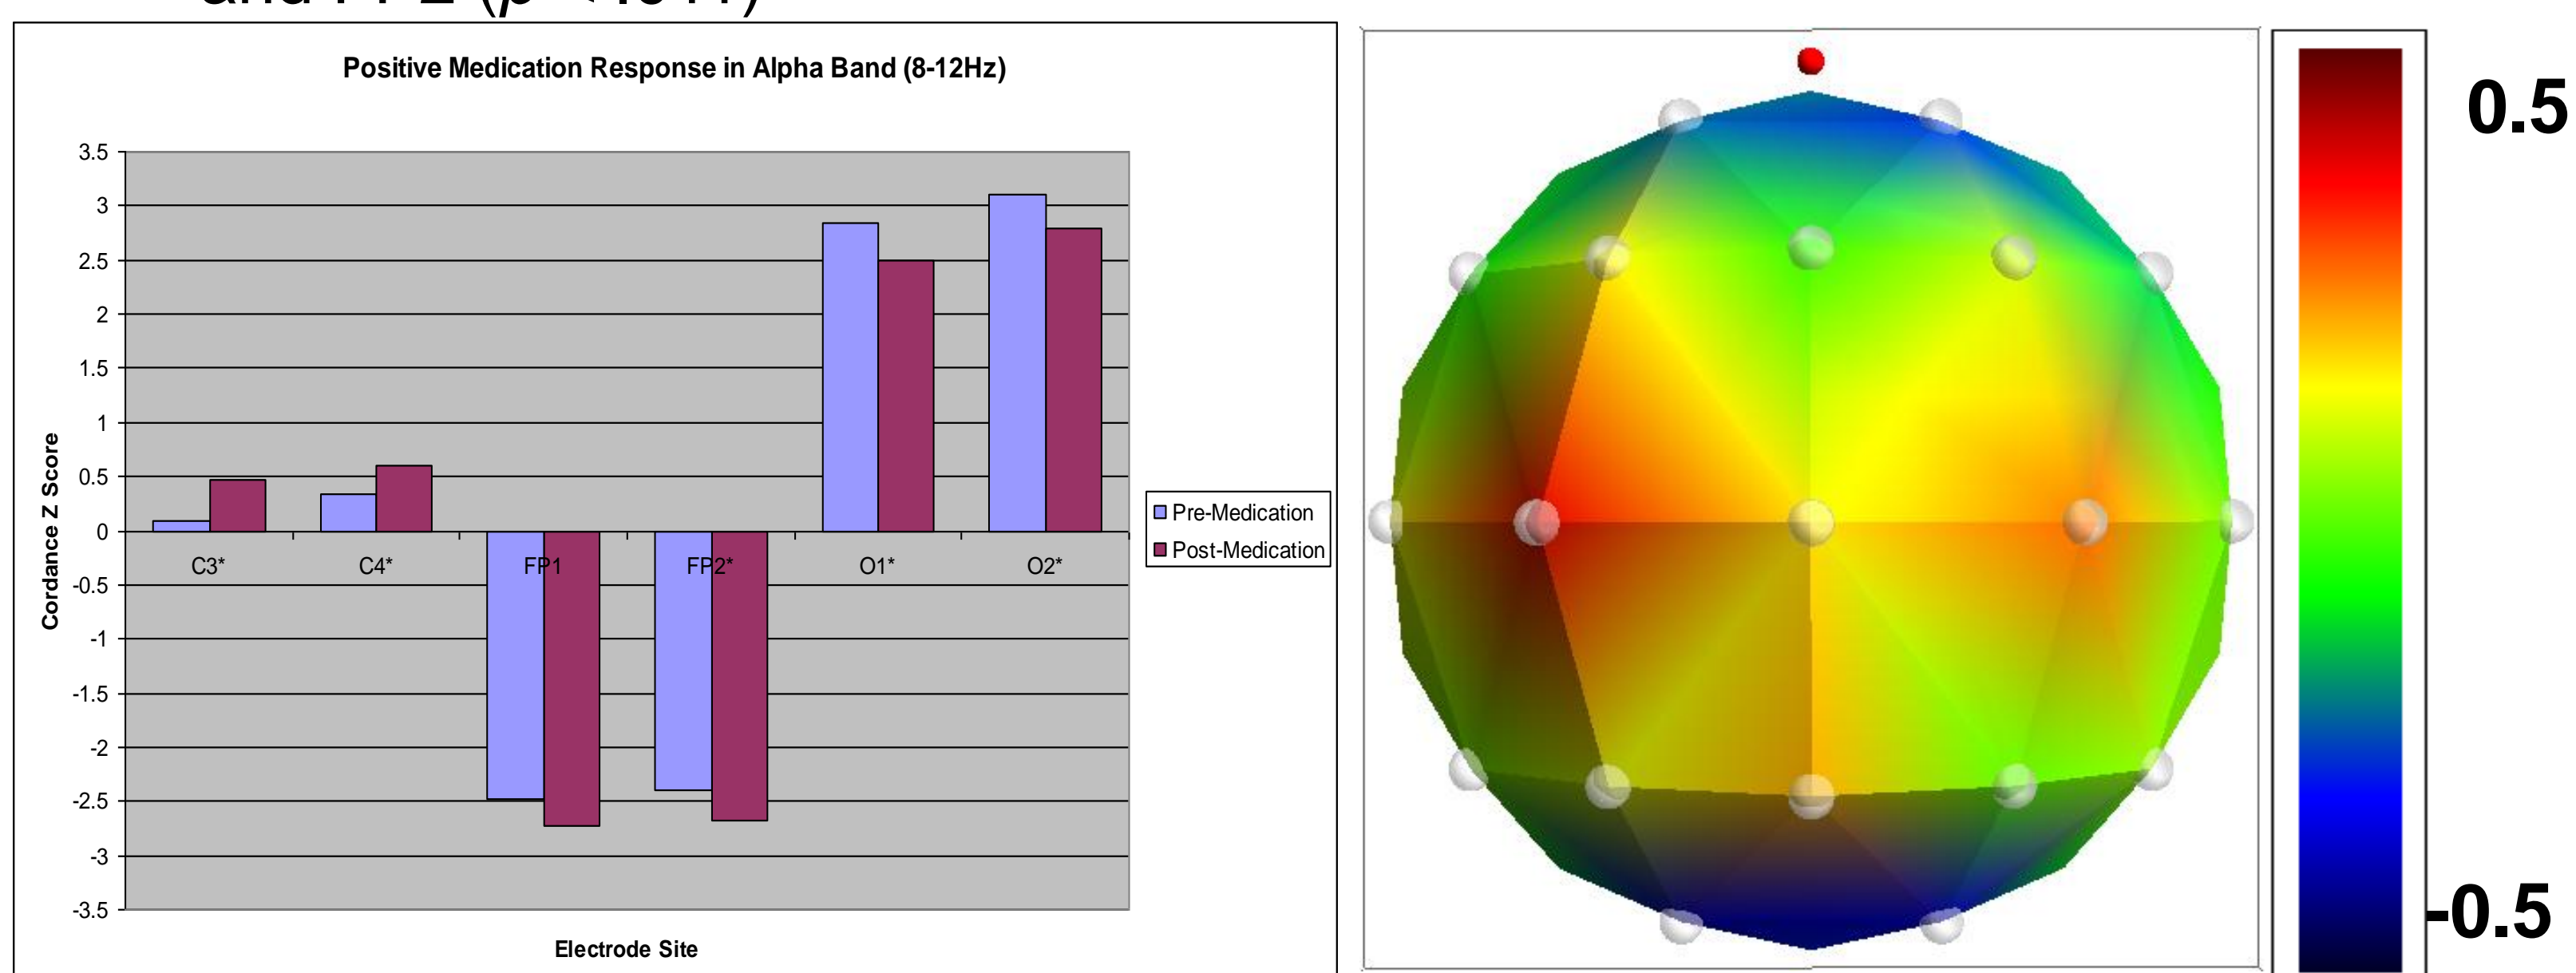 Positive Medication Response in Alpha Band (8-12Hz)
3.5
3
2.5
2
1.5
1
0.5
0
-0.5
-1
-1.5
-2
-2.5
-3
-3.5
Cordance Z Score
C3*
C4*
FP1
FP2*
O1*
O2*
Electrode Site
Pre-Medication
Post-Medication
0.5
-0.5